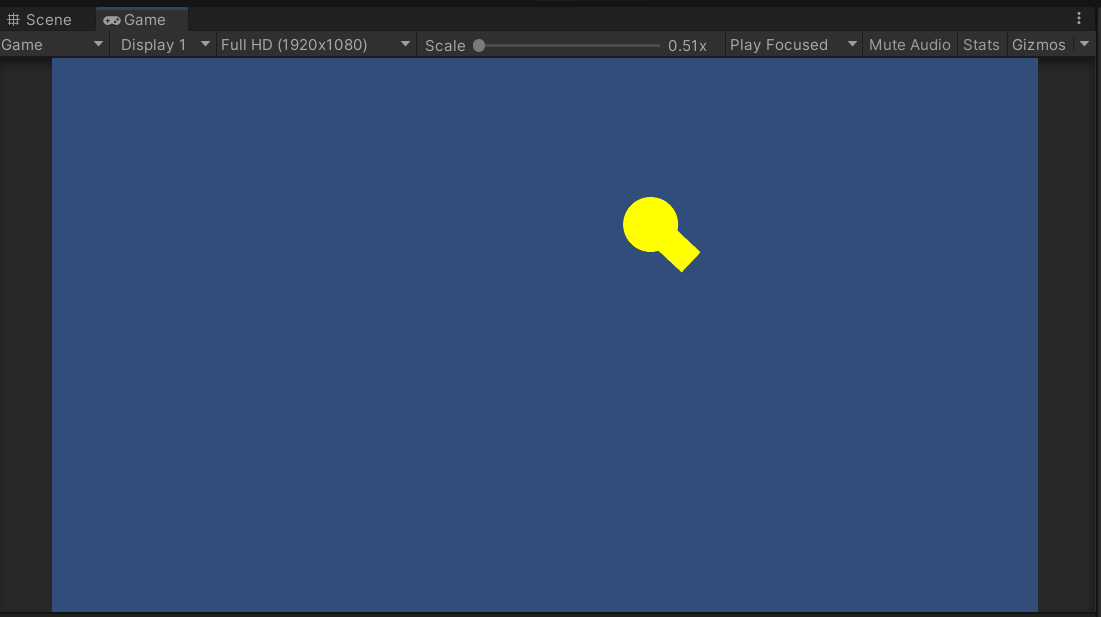 Scene Game
Game Display 1 Full HD (1920x1080) Scale 0.51x Play Focused Mute Audio Stats Gizmos